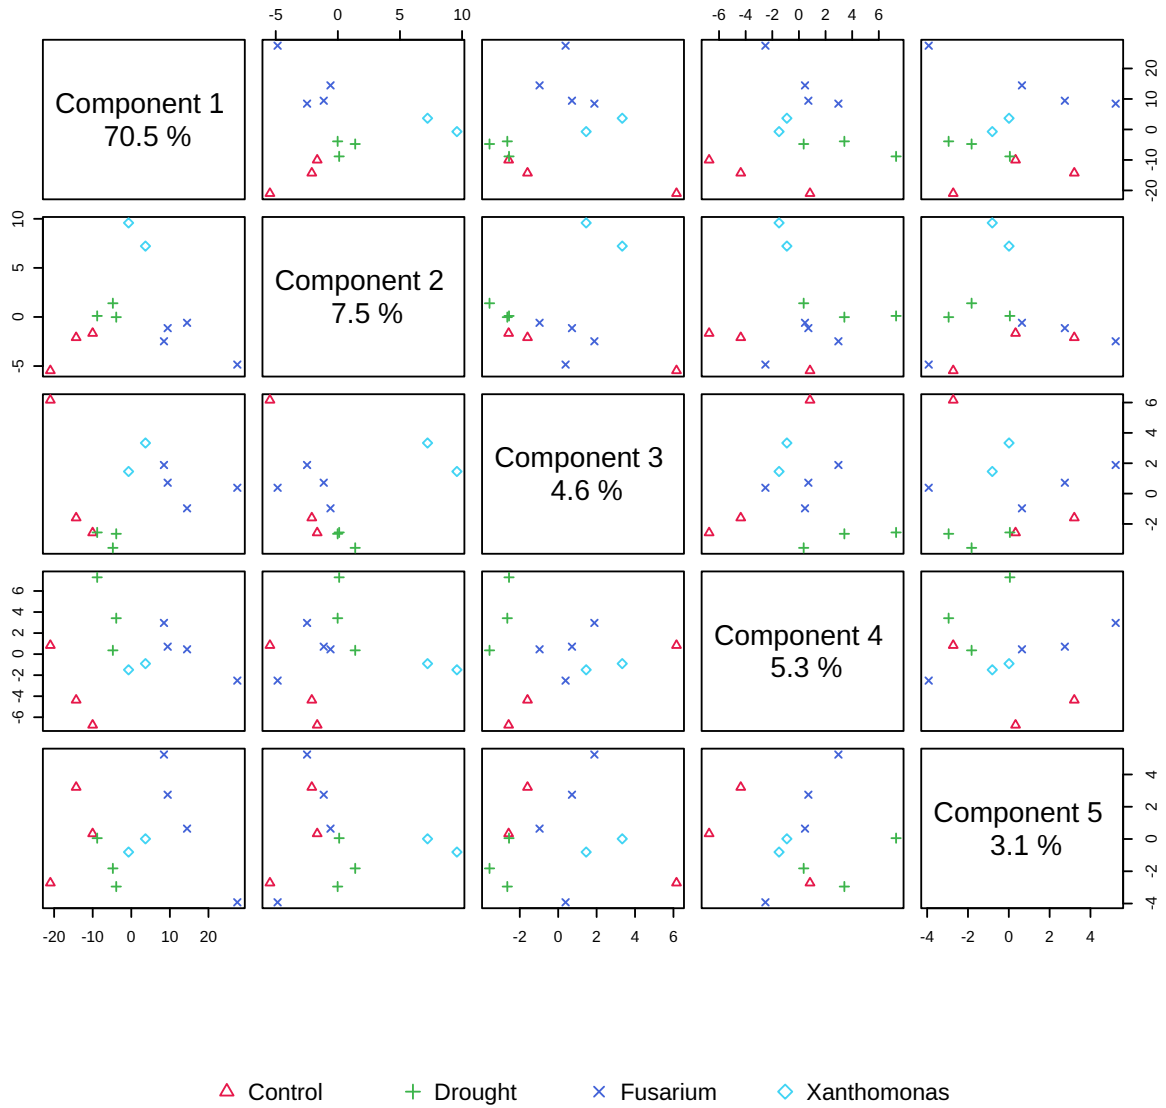 -5 0 5 10
-6 -4 -2 0 2 4 6
Component 1
70.5 %
-20 -10 0 10 20
-5 0 5 10
Component 2
7.5 %
Component 3
4.6 %
-2 0 2 4 6
-6 -4 -2 0 2 4 6
Component 4
5.3 %
Component 5
3.1 %
-4 -2 0 2 4
-20 -10 0 10 20
-2 0 2 4 6
-4 -2 0 2 4
Control Drought Fusarium Xanthomonas